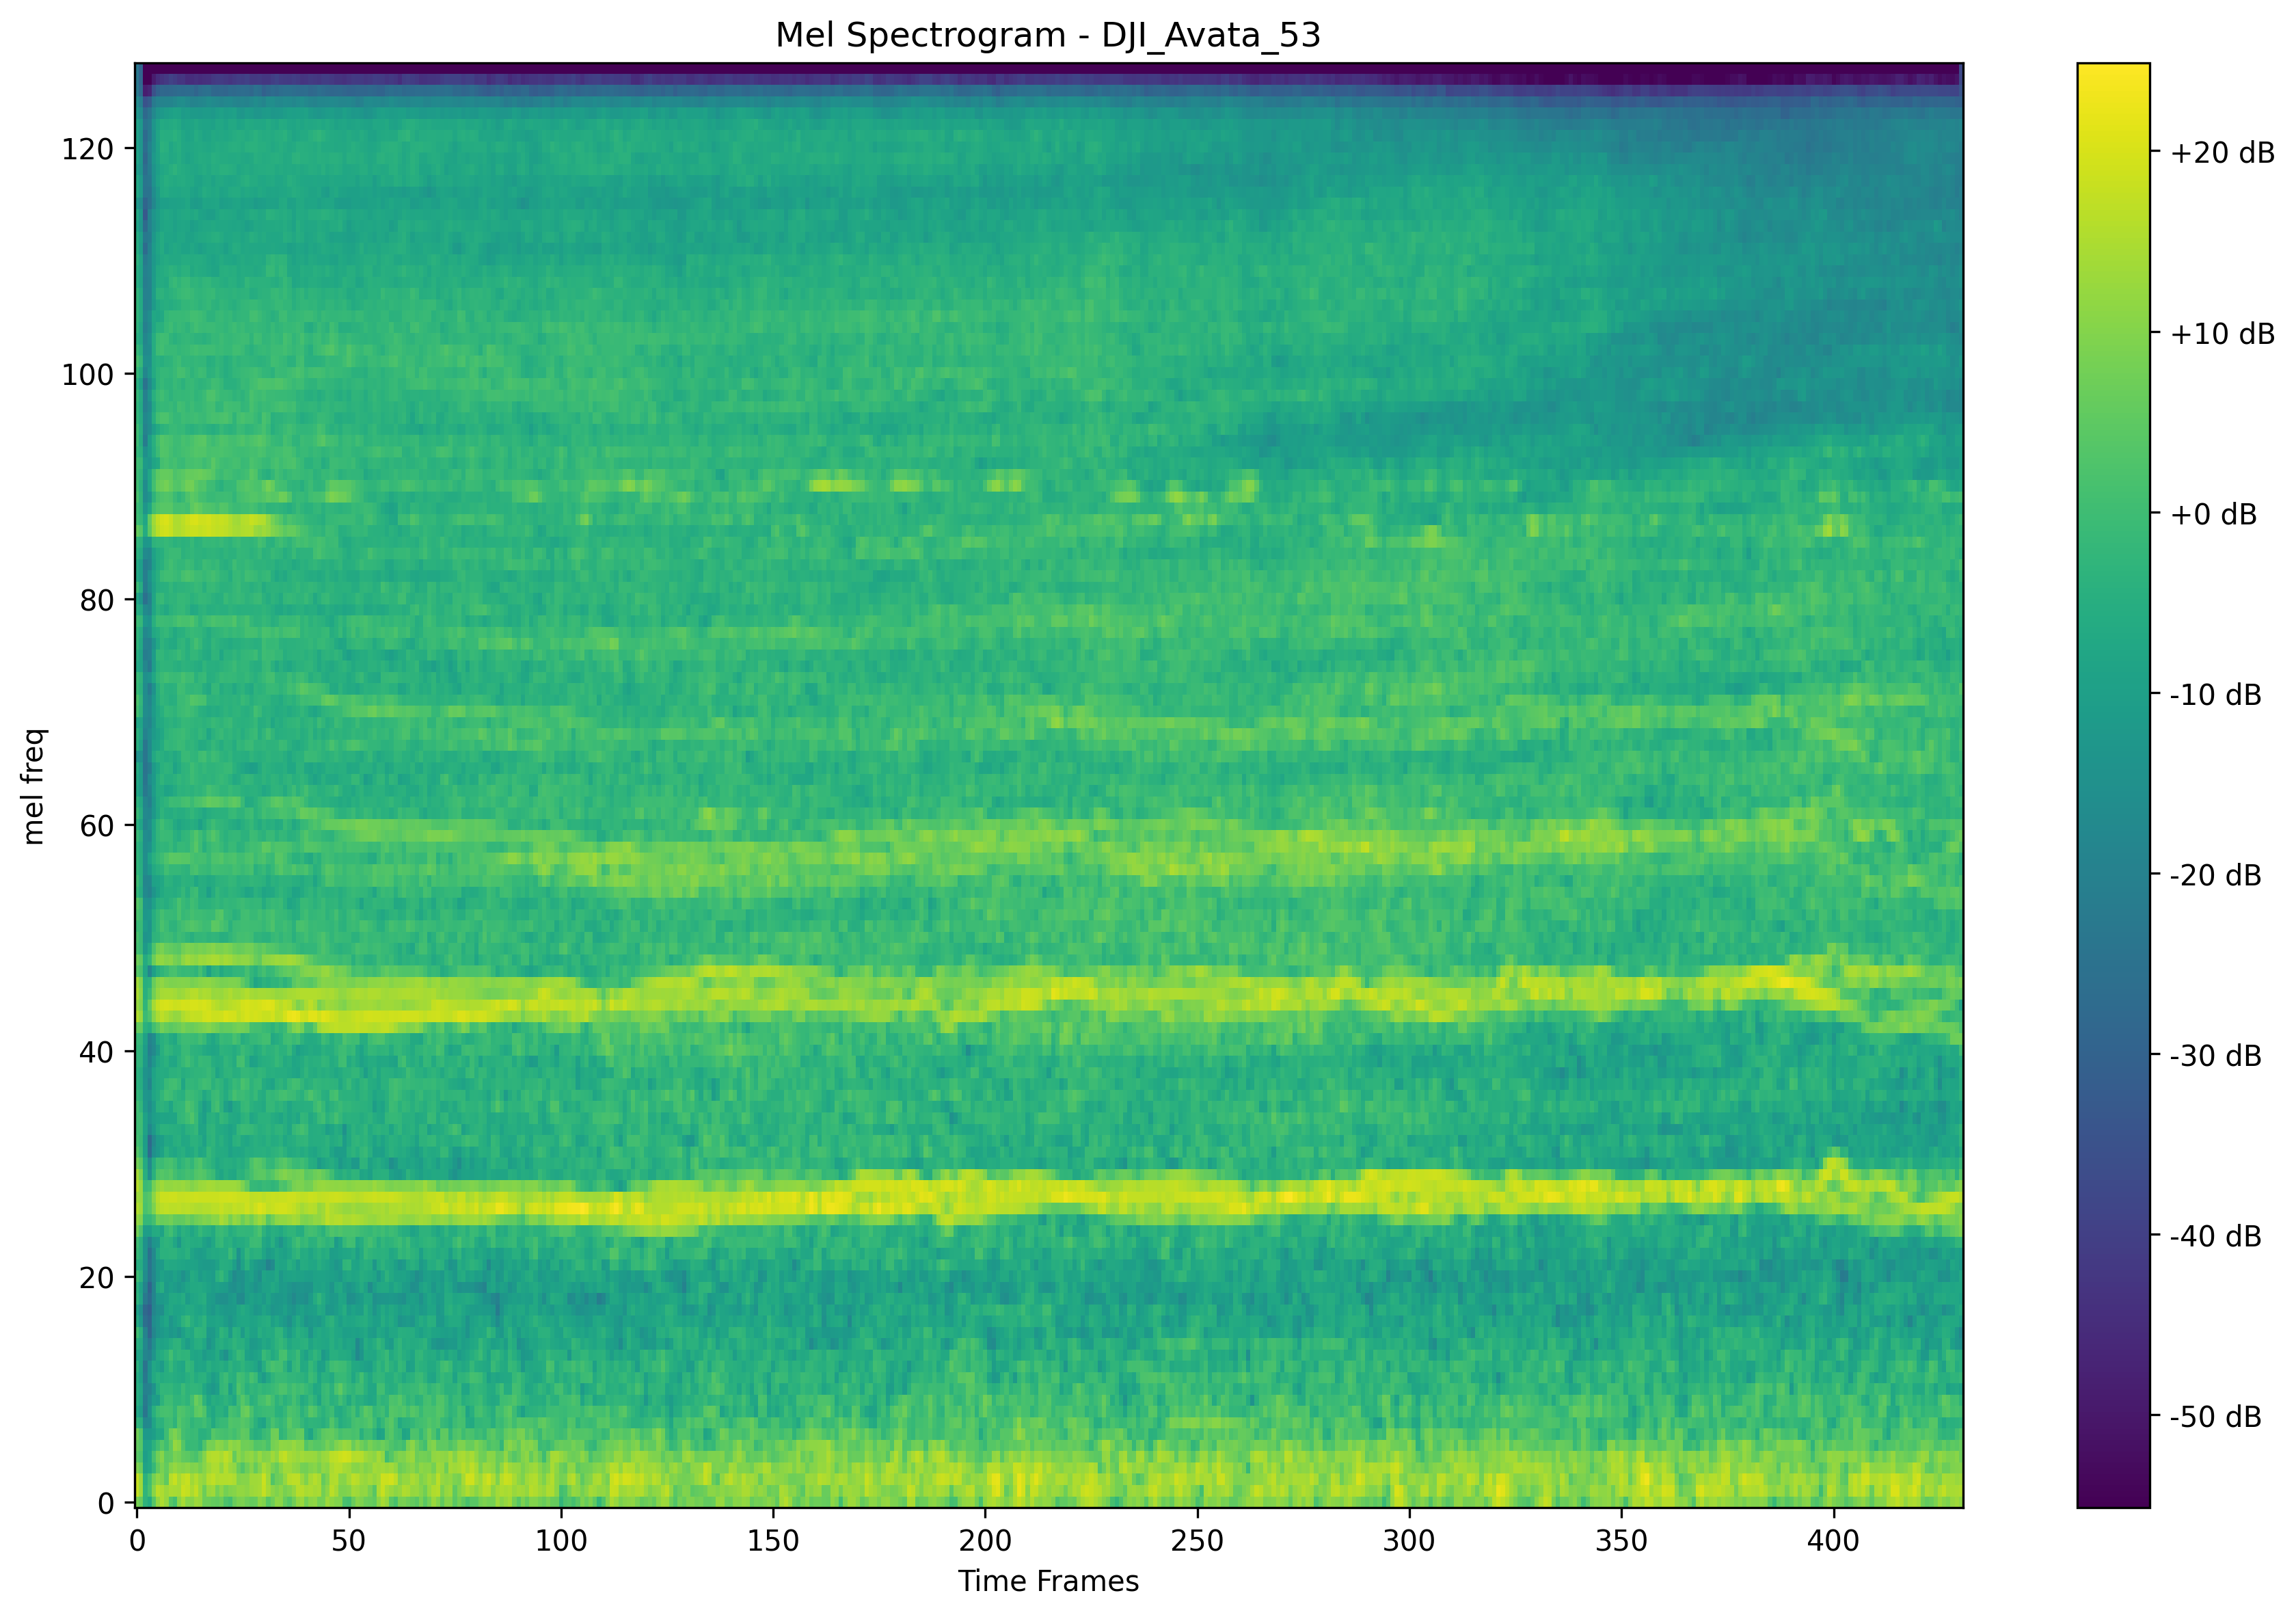 Mel Spectrogram - DJI_Avata_53
mel freq
120
100
80
60
40
20
0
0 50 100 150 200 250 300 350 400
Time Frames
+20 dB
+10 dB
+0 dB
-10 dB
-20 dB
-30 dB
-40 dB
-50 dB